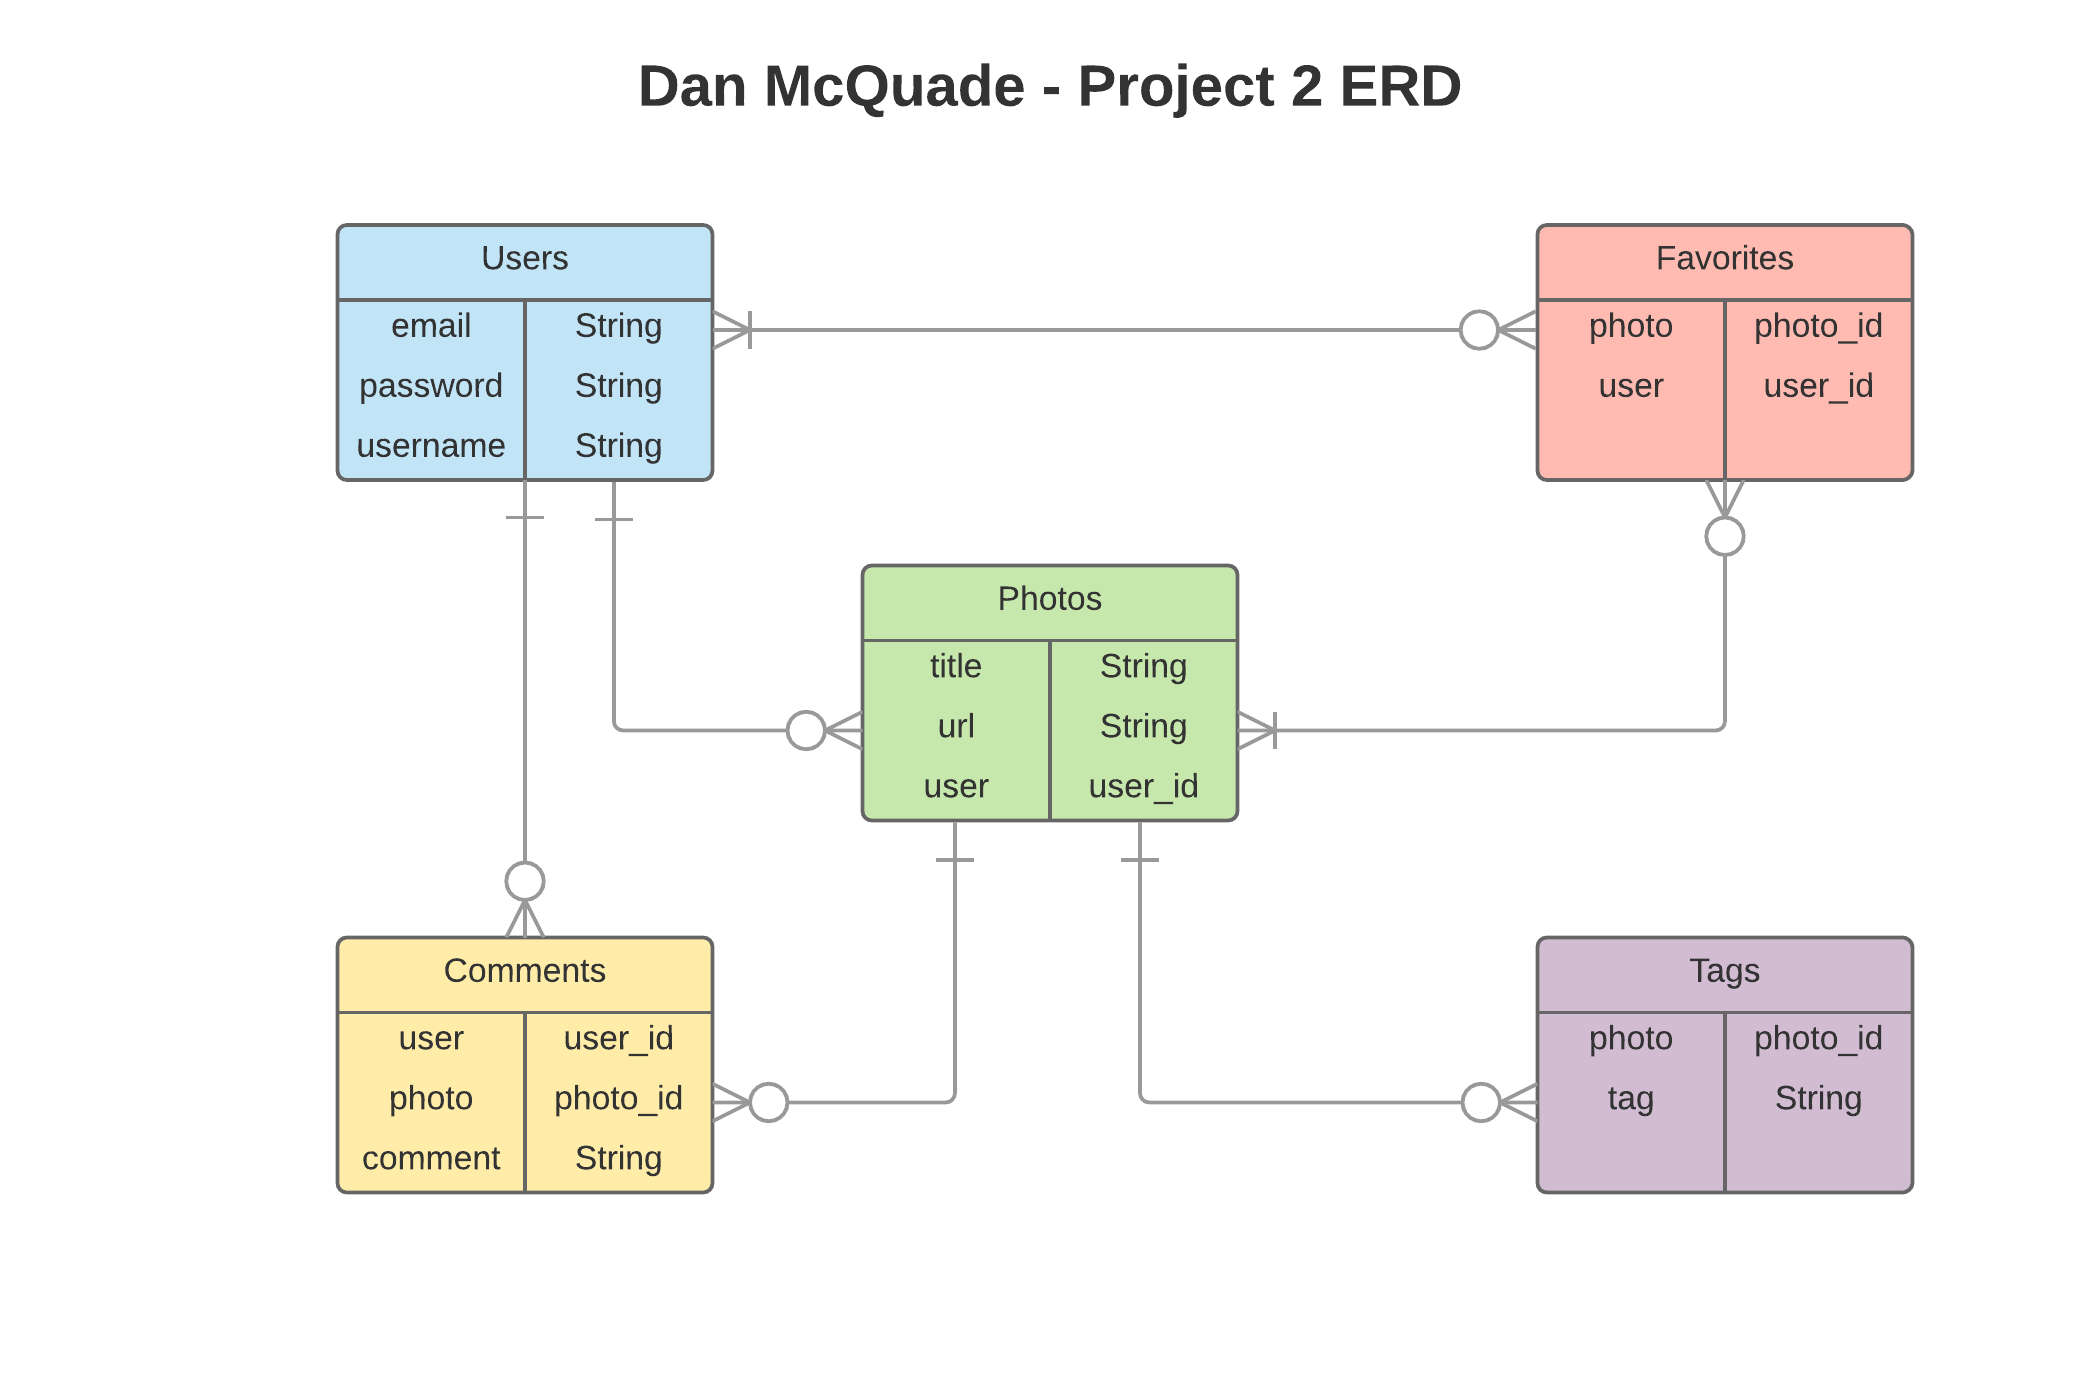 Dan McQuade - Project 2 ERD
Users
email String
password String
username String
Favorites
photo photo_id
user user_id
Photos
title String
url String
user user_id
Comments
user user_id
photo photo_id
comment String
Tags
photo photo_id
tag String